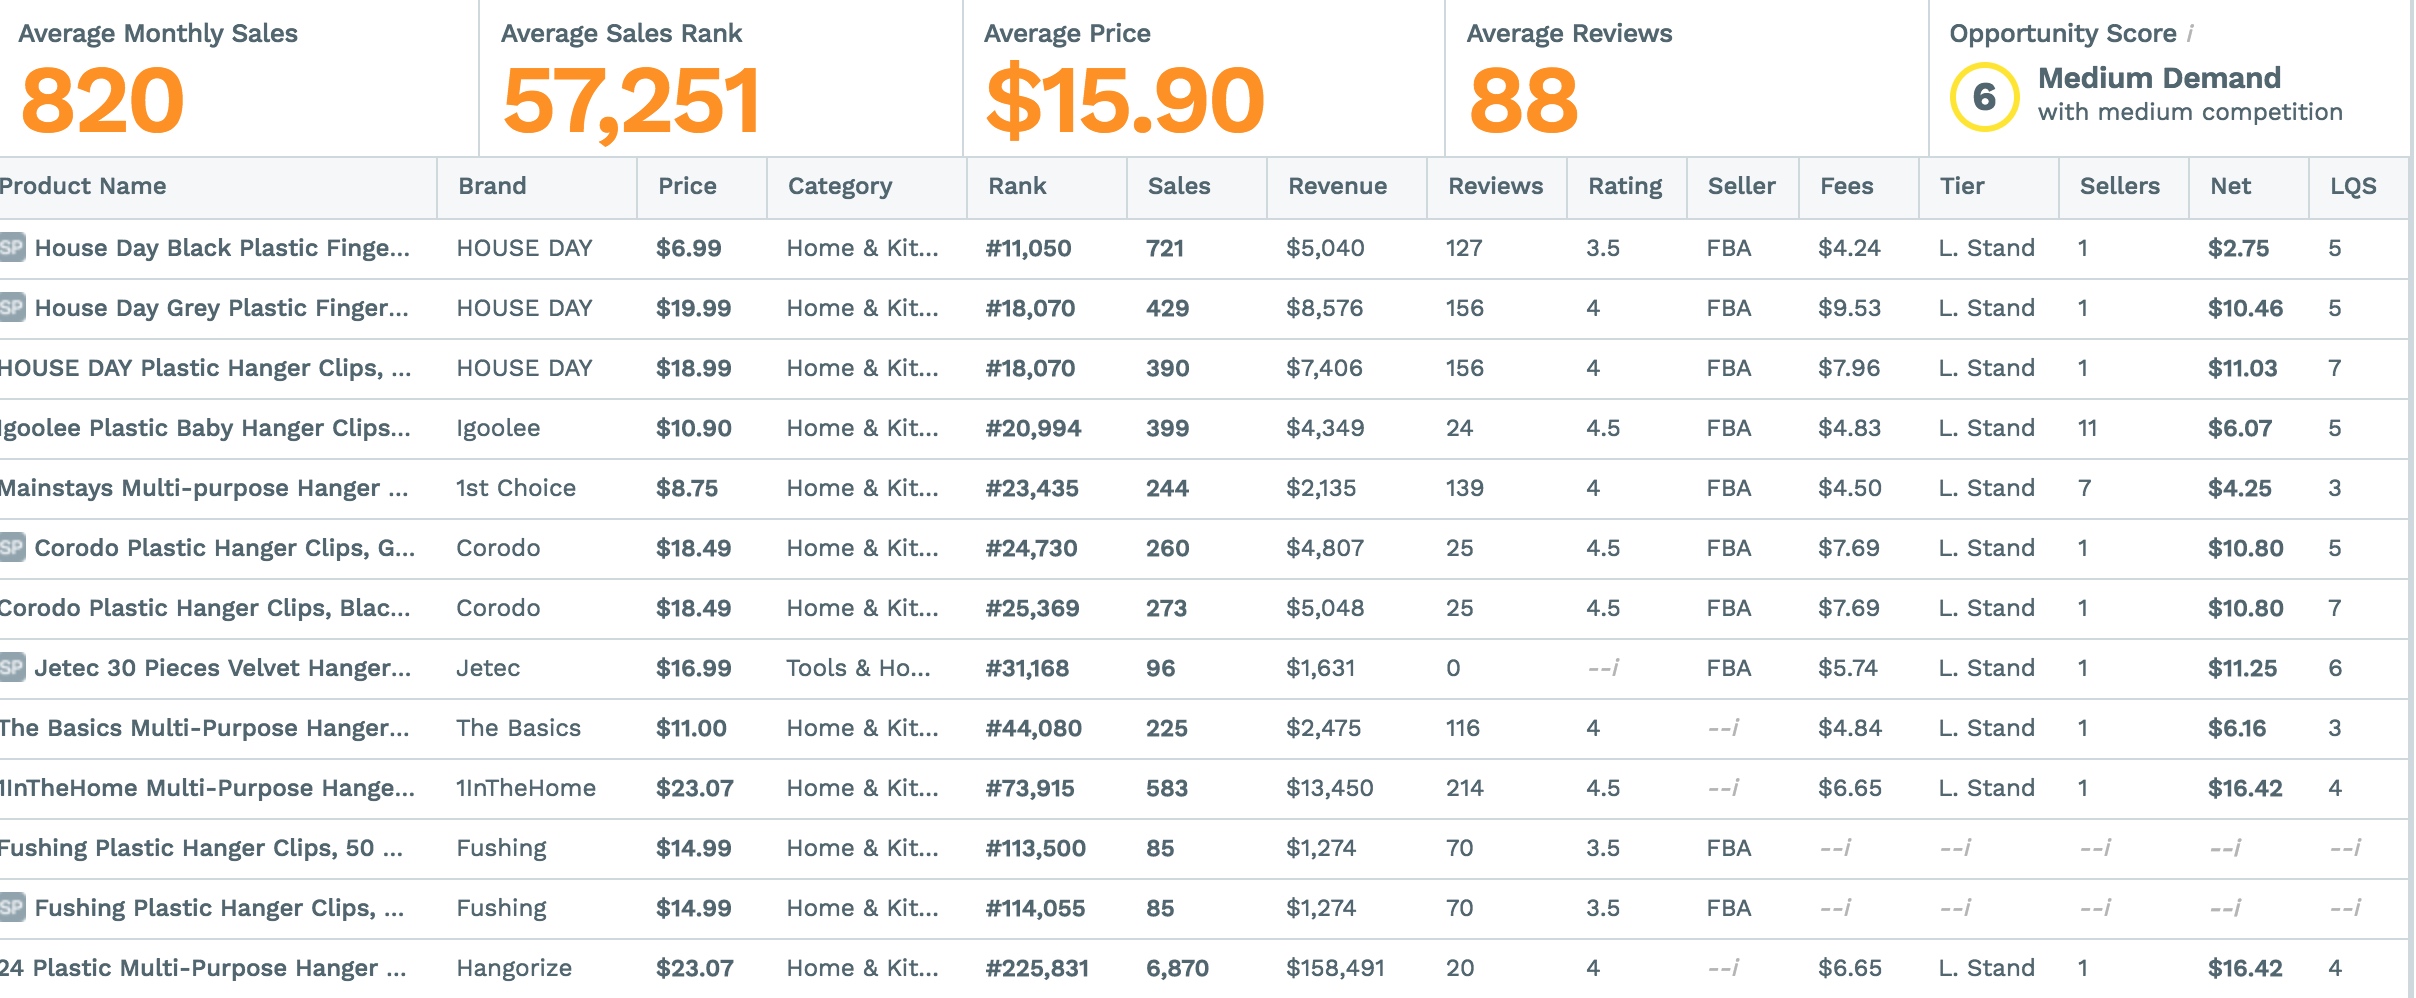 Average Monthly Sales Average Sales Rank Average Price Average Reviews Opportunity Score i
820 57,251 $15.90 88 6 Medium Demand
with medium competition
Product Name Brand Price Category Rank Sales Revenue Reviews Rating Seller Fees Tier Sellers Net LQS
SP House Day Black Plastic Finge... HOUSE DAY $6.99 Home & Kit... #11,050 721 $5,040 127 3.5 FBA $4.24 L. Stand 1 $2.75 5
SP House Day Grey Plastic Finger... HOUSE DAY $19.99 Home & Kit... #18,070 429 $8,576 156 4 FBA $9.53 L. Stand 1 $10.46 5
HOUSE DAY Plastic Hanger Clips, ... HOUSE DAY $18.99 Home & Kit... #18,070 390 $7,406 156 4 FBA $7.96 L. Stand 1 $11.03 7
Igoolee Plastic Baby Hanger Clips... Igoolee $10.90 Home & Kit... #20,994 399 $4,349 24 4.5 FBA $4.83 L. Stand 11 $6.07 5
Mainstays Multi-purpose Hanger ... 1st Choice $8.75 Home & Kit... #23,435 244 $2,135 139 4 FBA $4.50 L. Stand 7 $4.25 3
SP Corodo Plastic Hanger Clips, G... Corodo $18.49 Home & Kit... #24,730 260 $4,807 25 4.5 FBA $7.69 L. Stand 1 $10.80 5
Corodo Plastic Hanger Clips, Blac... Corodo $18.49 Home & Kit... #25,369 273 $5,048 25 4.5 FBA $7.69 L. Stand 1 $10.80 7
SP Jetec 30 Pieces Velvet Hanger... Jetec $16.99 Tools & Ho... #31,168 96 $1,631 0 --i FBA $5.74 L. Stand 1 $11.25 6
The Basics Multi-Purpose Hanger... The Basics $11.00 Home & Kit... #44,080 225 $2,475 116 4 --i $4.84 L. Stand 1 $6.16 3
1InTheHome Multi-Purpose Hange... 1InTheHome $23.07 Home & Kit... #73,915 583 $13,450 214 4.5 --i $6.65 L. Stand 1 $16.42 4
Fushing Plastic Hanger Clips, 50 ... Fushing $14.99 Home & Kit... #113,500 85 $1,274 70 3.5 FBA --i --i --i --i --i
SP Fushing Plastic Hanger Clips, ... Fushing $14.99 Home & Kit... #114,055 85 $1,274 70 3.5 FBA --i --i --i --i --i
24 Plastic Multi-Purpose Hanger ... Hangorize $23.07 Home & Kit... #225,831 6,870 $158,491 20 4 --i $6.65 L. Stand 1 $16.42 4